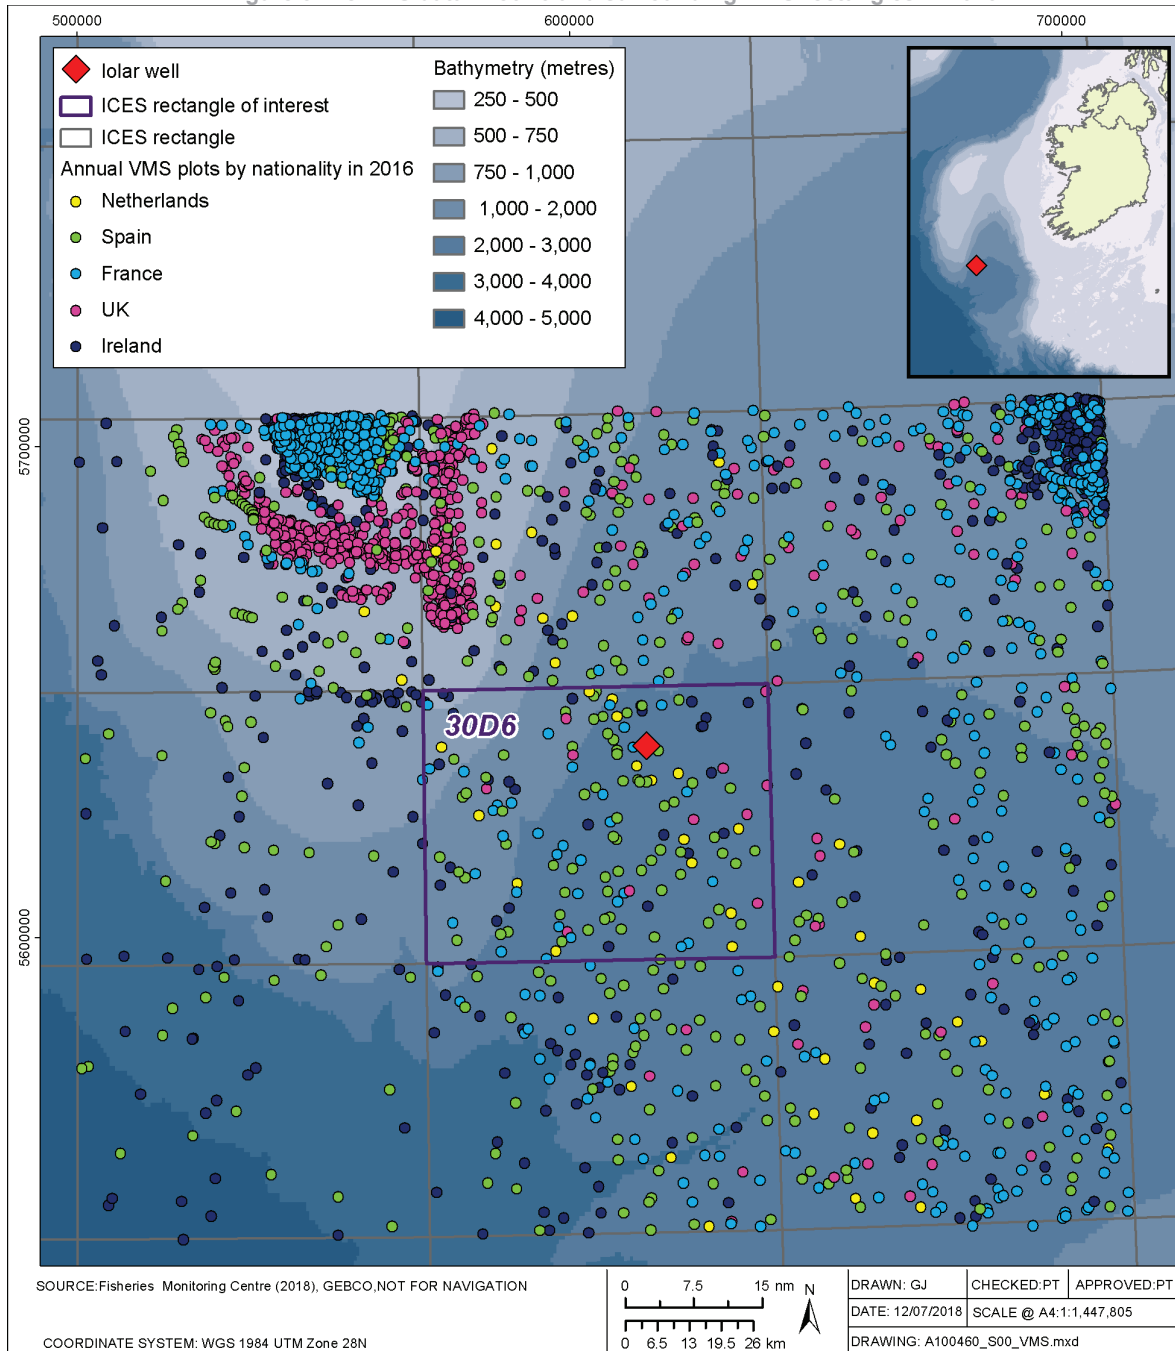 500000
600000
700000
Iolar well
ICES rectangle of interest
ICES rectangle
Annual VMS plots by nationality in 2016
Netherlands
Spain
France
UK
Ireland
Bathymetry (metres)
250 - 500
500 - 750
750 - 1,000
1,000 - 2,000
2,000 - 3,000
3,000 - 4,000
4,000 - 5,000
5700000
30D6
5600000
SOURCE:Fisheries Monitoring Centre (2018), GEBCO,NOT FOR NAVIGATION
COORDINATE SYSTEM: WGS 1984 UTM Zone 28N
0 7.5 15 nm
0 6.5 13 19.5 26 km
N
DRAWN: GJ
CHECKED:PT
APPROVED:PT
DATE: 12/07/2018
SCALE @ A4:1:1,447,805
DRAWING: A100460_S00_VMS.mxd